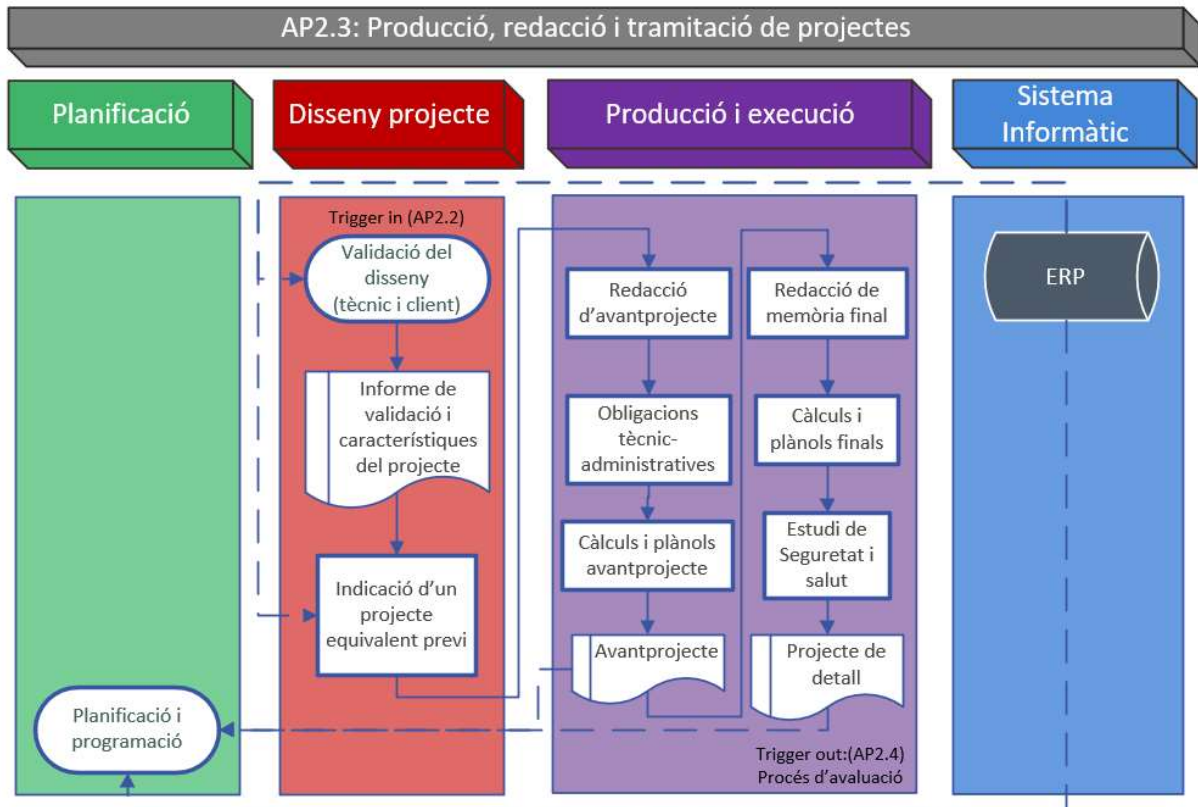 AP2.3: Producció, redacció i tramitació de projectes
Planificació
Disseny projecte
Producció i execució
Sistema
Informàtic
Trigger in (AP2.2)
Validació del
disseny
(tècnic i client)
Informe de
validació i
característiques
del projecte
Indicació d’un
projecte
equivalent previ
Redacció
d’avantprojecte
Obligacions
tècnic-
administratives
Càlculs i plànols
avantprojecte
Avantprojecte
Redacció de
memòria final
Càlculs i
plànols finals
Estudi de
Seguretat i
salut
Projecte de
detall
ERP
Planificació i
programació
Trigger out:(AP2.4)
Procés d’avaluació